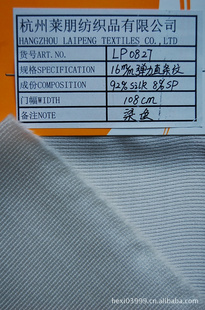 杭州莱朋纺织品有限公司
HANGZHOU LAIPENG TEXTILES CO.,LTD
货号ART.NO. LP0827
规格SPECIFICATION 16m/m弹力直条纹
成份COMPOSITION 92%Silk 8%SP
门幅WIDTH 108cm
备注NOTE 染色
hexl03999.cn.alibaba.com